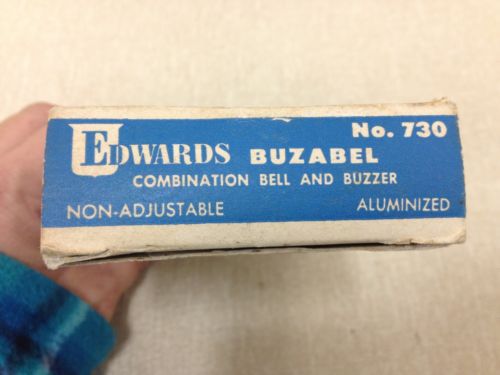 No. 730
EDWARDS BUZABEL
COMBINATION BELL AND BUZZER
NON-ADJUSTABLE ALUMINIZED